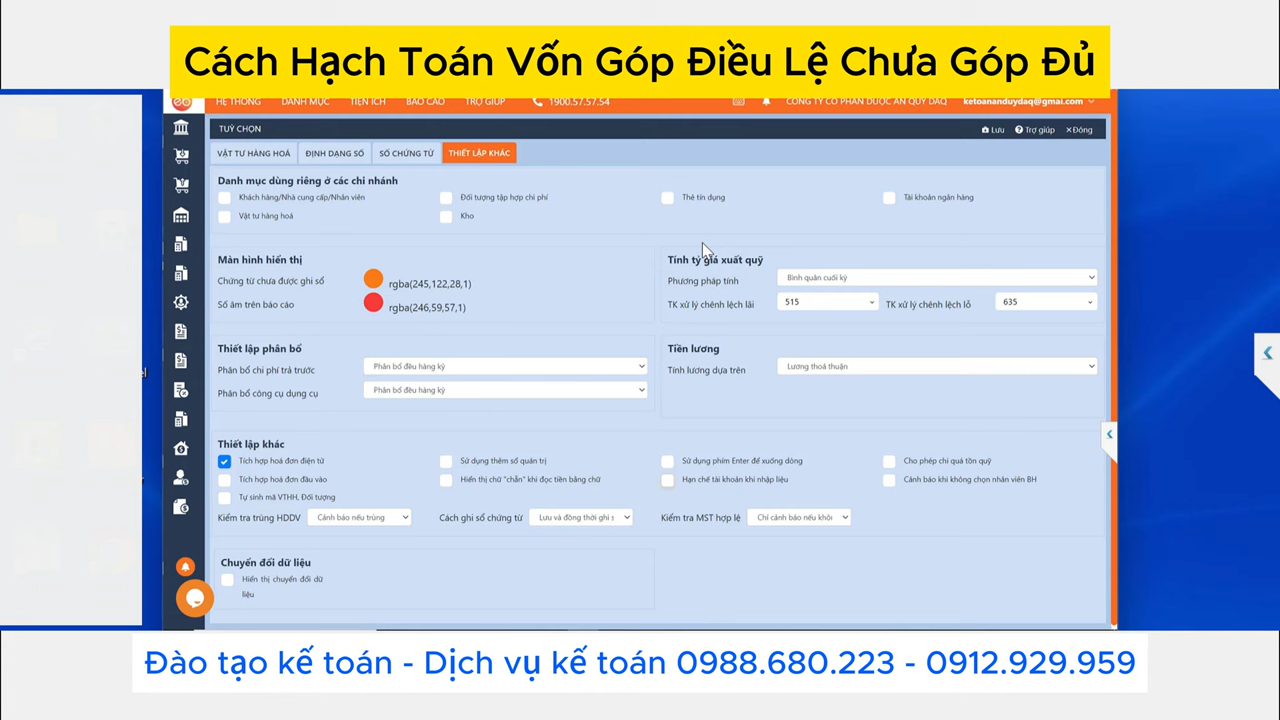 Cách Hạch Toán Vốn Góp Điều Lệ Chưa Góp Đủ
HỆ THỐNG DANH MỤC TIỆN ÍCH BÁO CÁO TRỢ GIÚP 1900.57.57.54 CÔNG TY CỔ PHẦN DƯỢC AN QUÝ DAQ ketoananduydaq@gmai.com
TUỲ CHỌN Lưu Trợ giúp Đóng
VẬT TƯ HÀNG HOÁ ĐỊNH DẠNG SỐ SỐ CHỨNG TỪ THIẾT LẬP KHÁC
Danh mục dùng riêng ở các chi nhánh
Khách hàng/Nhà cung cấp/Nhân viên Đối tượng tập hợp chi phí Thẻ tín dụng Tài khoản ngân hàng
Vật tư hàng hoá Kho
Màn hình hiển thị Tính tỷ giá xuất quỹ
Chứng từ chưa được ghi sổ rgba(245,122,28,1) Phương pháp tính Bình quân cuối kỳ
Số âm trên báo cáo rgba(246,59,57,1) TK xử lý chênh lệch lãi 515 TK xử lý chênh lệch lỗ 635
Thiết lập phân bổ Tiền lương
Phân bổ chi phí trả trước Phân bổ đều hàng kỳ Tính lương dựa trên Lương thoả thuận
Phân bổ công cụ dụng cụ Phân bổ đều hàng kỳ
Thiết lập khác
Tích hợp hoá đơn điện tử Sử dụng thêm sổ quản trị Sử dụng phím Enter để xuống dòng Cho phép chi quá tồn quỹ
Tích hợp hoá đơn đầu vào Hiển thị chữ "chẵn" khi đọc tiền bằng chữ Hạn chế tài khoản khi nhập liệu Cảnh báo khi không chọn nhân viên BH
Tự sinh mã VTHH, Đối tượng
Kiểm tra trùng HDDV Cảnh báo nếu trùng Cách ghi sổ chứng từ Lưu và đồng thời ghi s Kiểm tra MST hợp lệ Chỉ cảnh báo nếu khô
Chuyển đổi dữ liệu
Hiển thị chuyển đổi dữ
liệu
Đào tạo kế toán - Dịch vụ kế toán 0988.680.223 - 0912.929.959